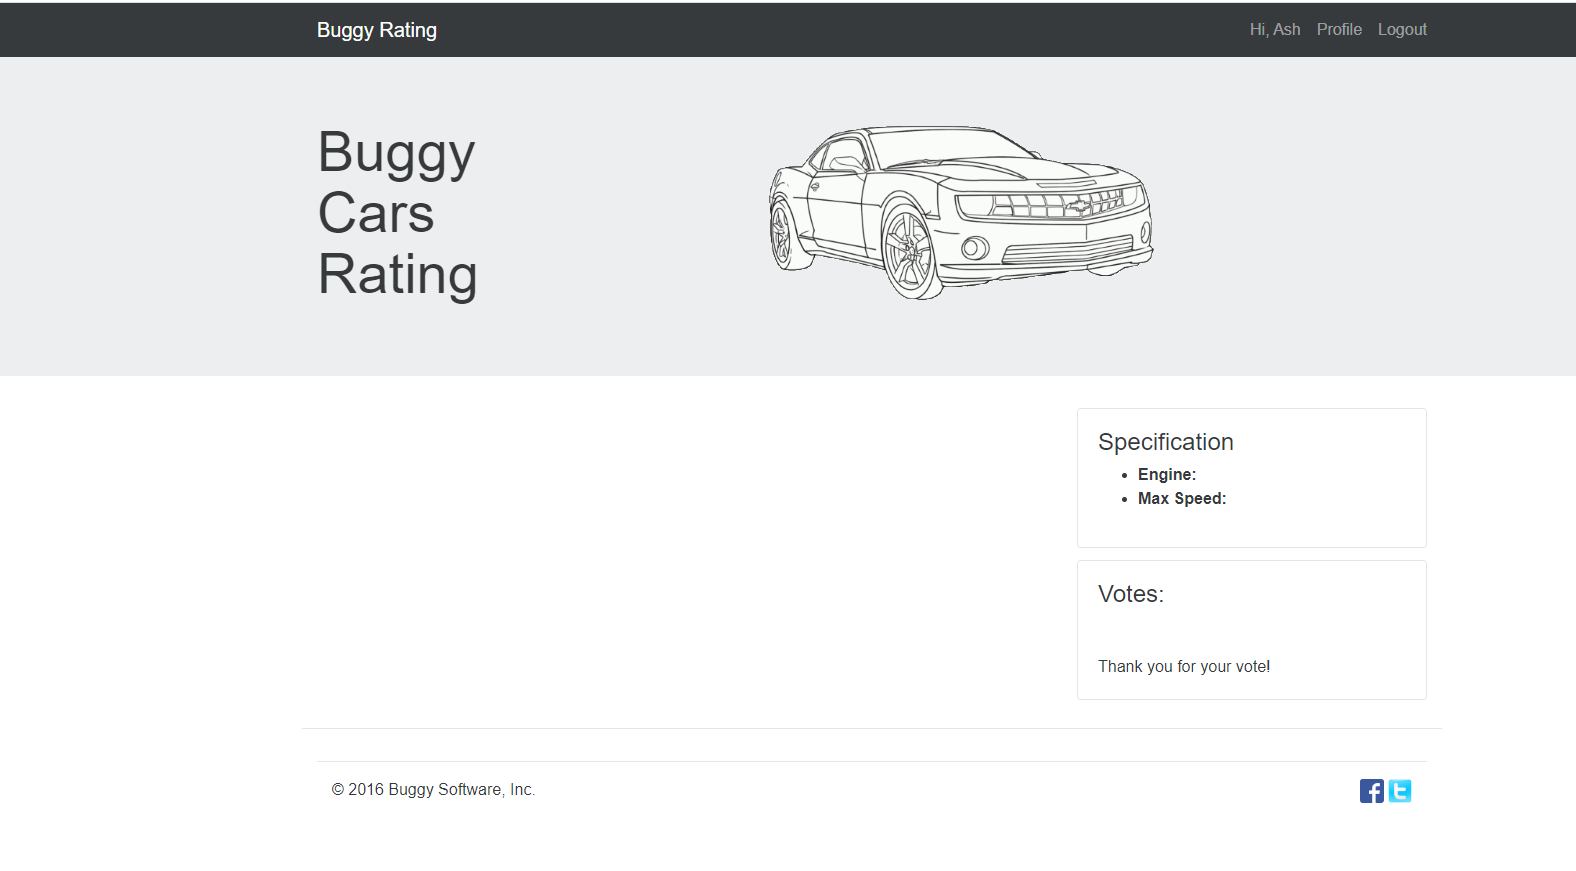 Buggy Rating
Hi, Ash Profile Logout
Buggy
Cars
Rating
Specification
Engine:
Max Speed:
Votes:
Thank you for your vote!
© 2016 Buggy Software, Inc.